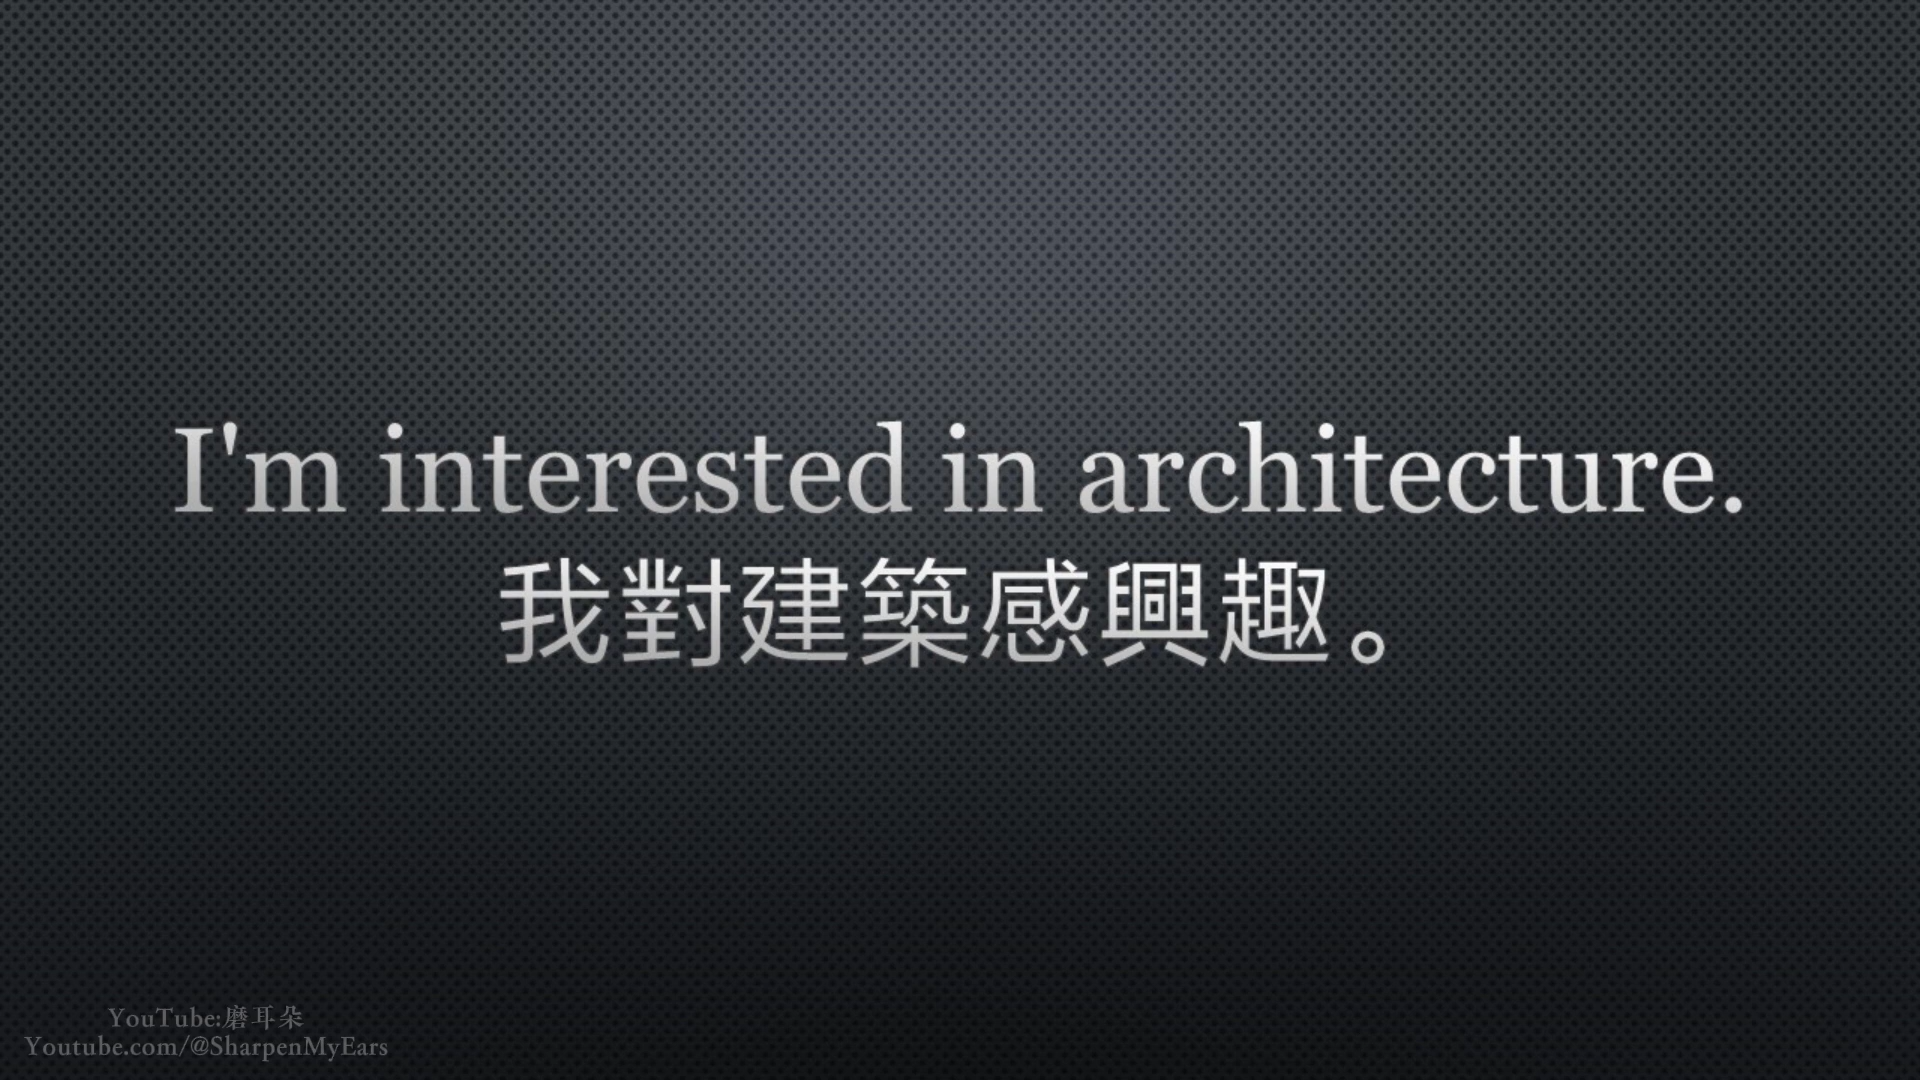 I'm interested in architecture.
我對建築感興趣。
YouTube:磨耳朵
Youtube.com/@SharpenMyEars